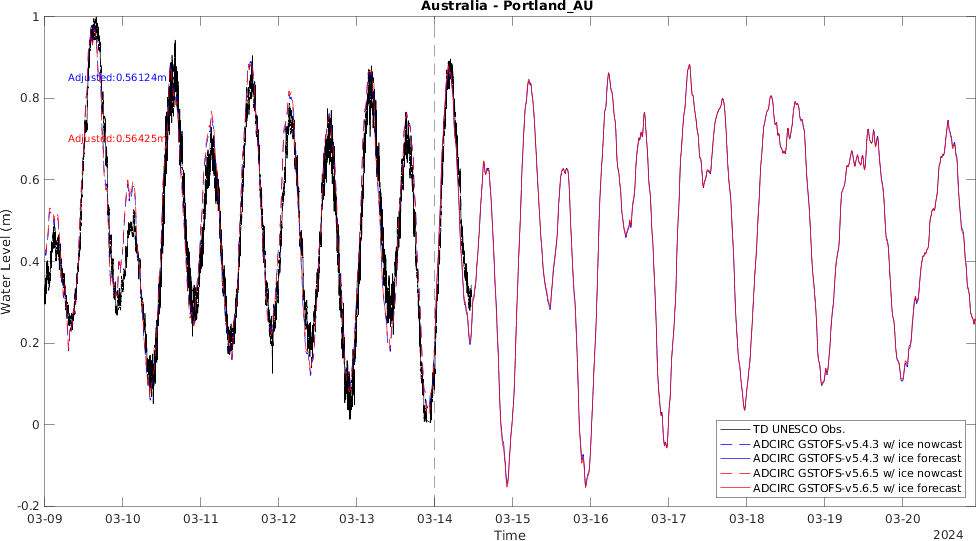 Australia - Portland_AU
Water Level (m)
1
0.8
0.6
0.4
0.2
0
-0.2
Adjusted:0.56124m
Adjusted:0.56425m
TD UNESCO Obs.
ADCIRC GSTOFS-v5.4.3 w/ ice nowcast
ADCIRC GSTOFS-v5.4.3 w/ ice forecast
ADCIRC GSTOFS-v5.6.5 w/ ice nowcast
ADCIRC GSTOFS-v5.6.5 w/ ice forecast
03-09 03-10 03-11 03-12 03-13 03-14 03-15 03-16 03-17 03-18 03-19 03-20
Time
2024